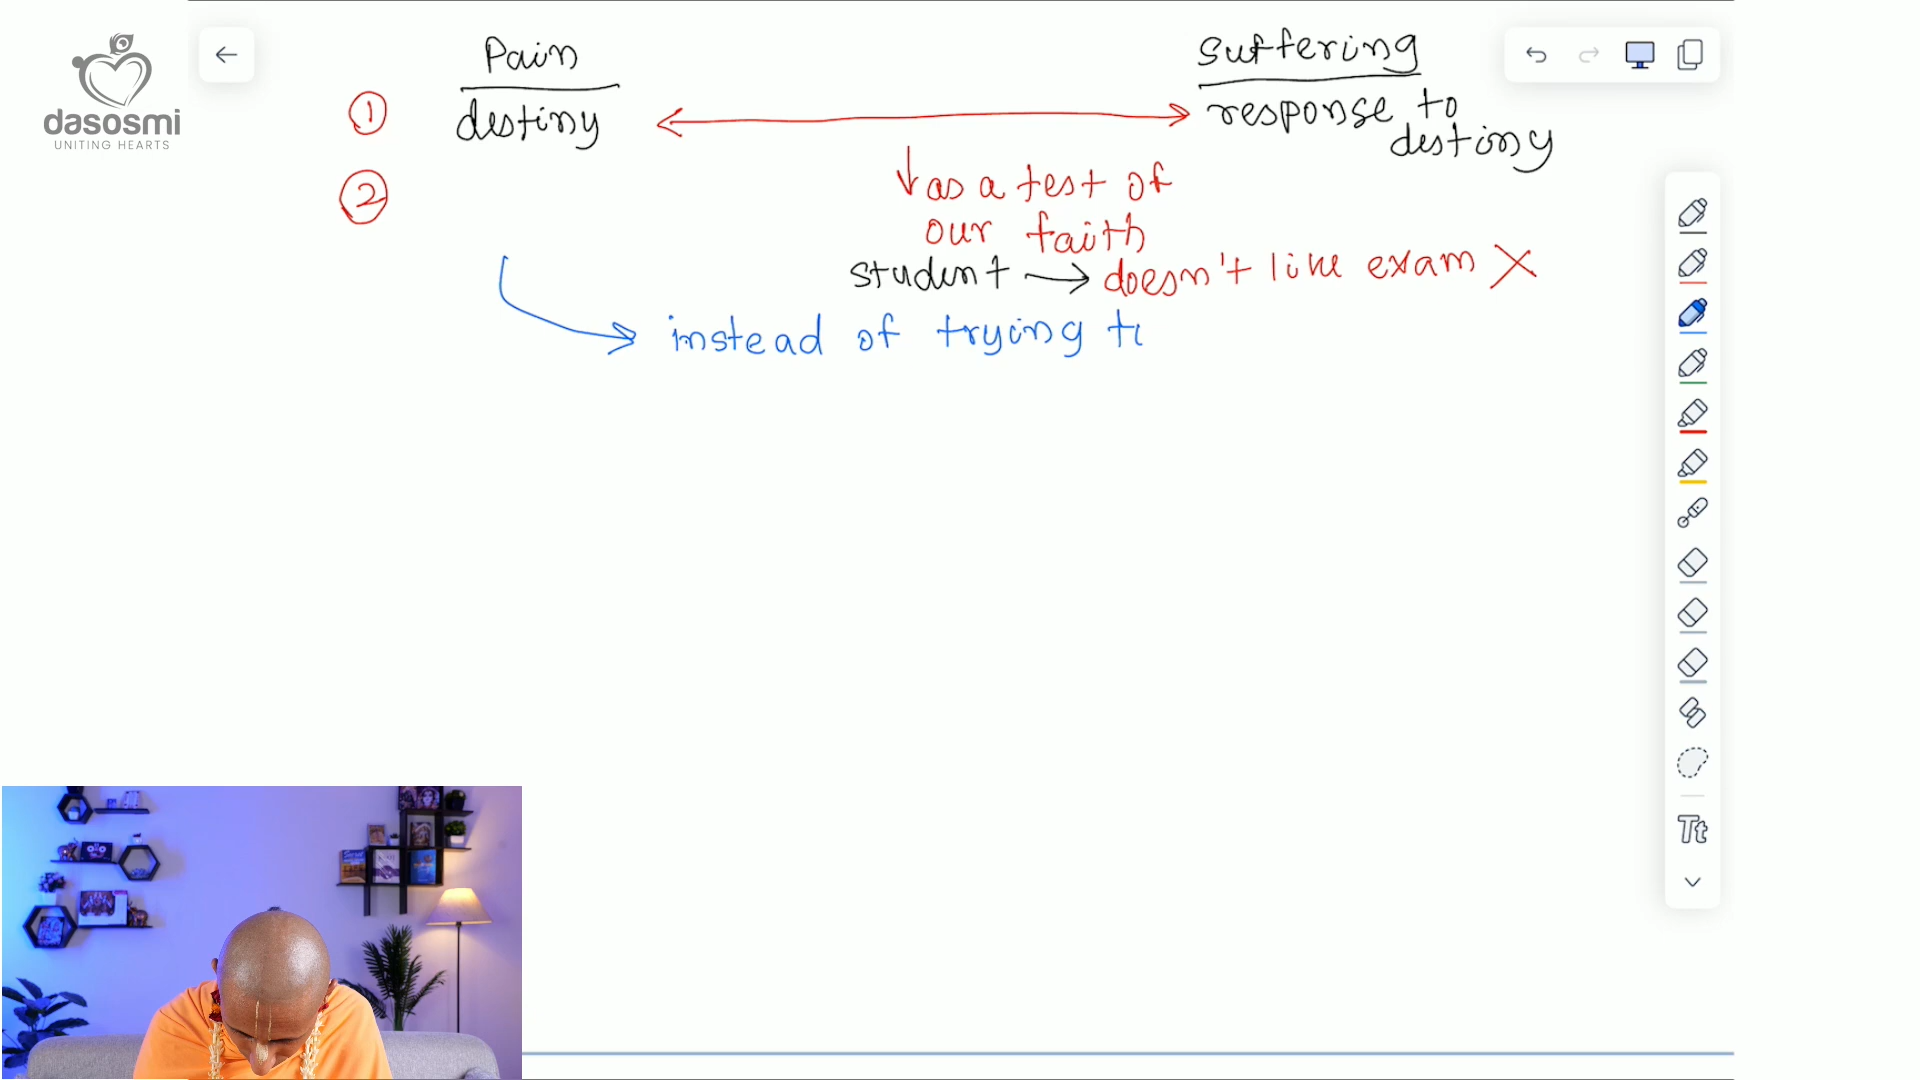 dasosmi
UNITING HEARTS
Pain
Suffering
① destiny
response to
destiny
②
as a test of
our faith
student → doesn't like exam X
instead of trying t
Tt